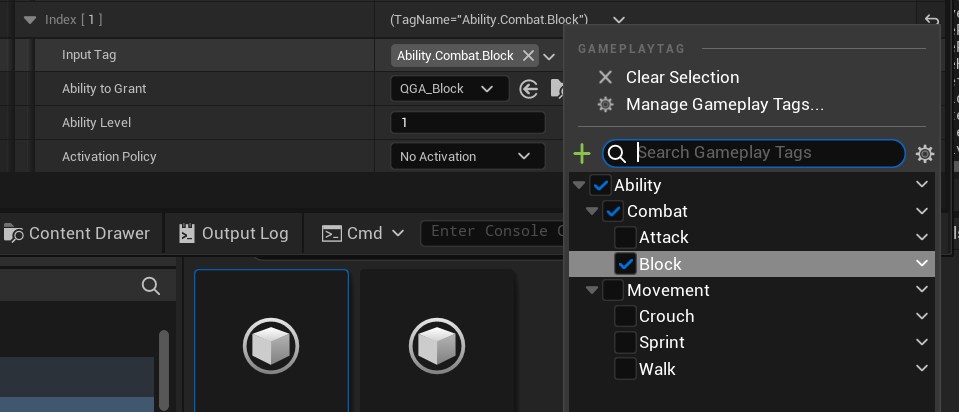 Index [ 1 ]
(TagName="Ability.Combat.Block")
Input Tag
Ability.Combat.Block
Ability to Grant
QGA_Block
Ability Level
1
Activation Policy
No Activation
GAMEPLAYTAG
Clear Selection
Manage Gameplay Tags...
Search Gameplay Tags
Ability
Combat
Attack
Block
Movement
Crouch
Sprint
Walk
Content Drawer
Output Log
Cmd
Enter Console